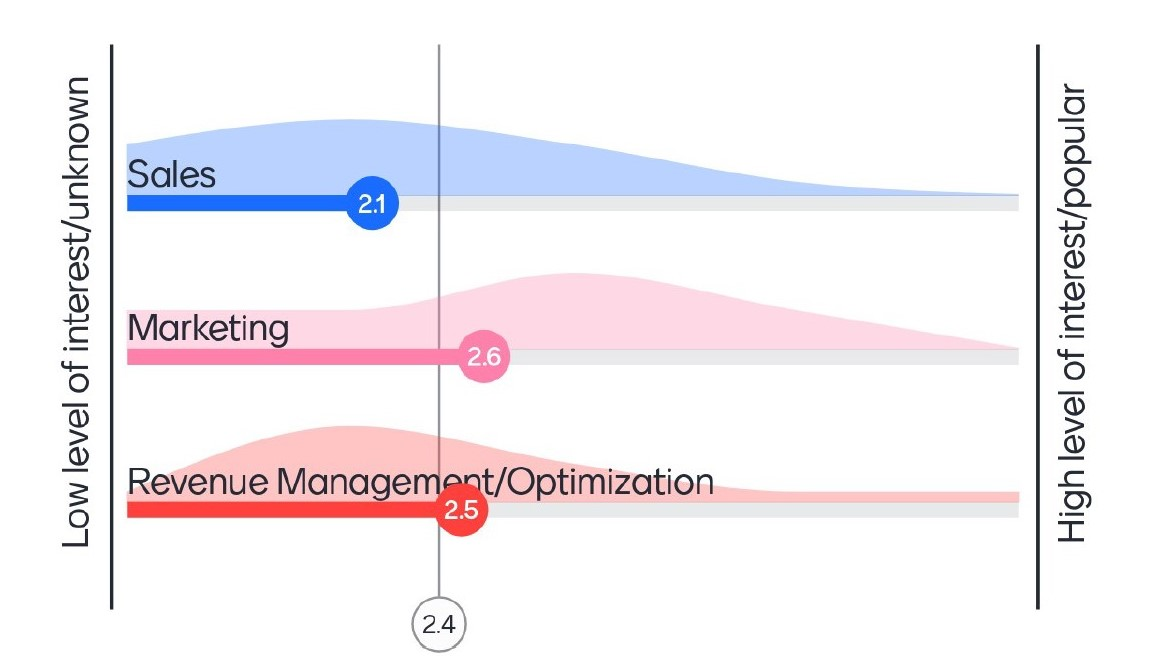 Low level of interest/unknown
Sales
2.1
Marketing
2.6
Revenue Management/Optimization
2.5
2.4
High level of interest/popular